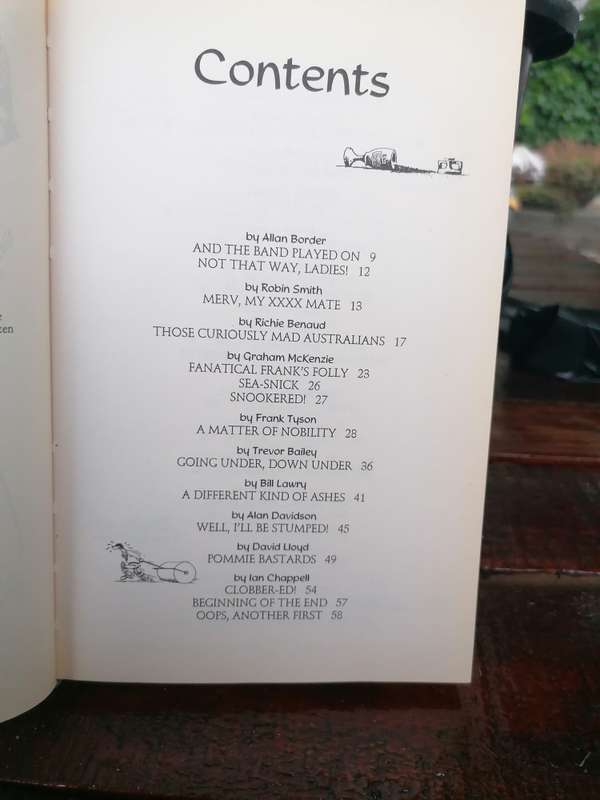 Contents
by Allan Border
AND THE BAND PLAYED ON 9
NOT THAT WAY, LADIES! 12
by Robin Smith
MERV, MY XXXX MATE 13
by Richie Benaud
THOSE CURIOUSLY MAD AUSTRALIANS 17
by Graham McKenzie
FANATICAL FRANK'S FOLLY 23
SEA-SNICK 26
SNOOKERED! 27
by Frank Tyson
A MATTER OF NOBILITY 28
by Trevor Bailey
GOING UNDER, DOWN UNDER 36
by Bill Lawry
A DIFFERENT KIND OF ASHES 41
by Alan Davidson
WELL, I'LL BE STUMPED! 45
by David Lloyd
POMMIE BASTARDS 49
by Ian Chappell
CLOBBER-ED! 54
BEGINNING OF THE END 57
OOPS, ANOTHER FIRST 58